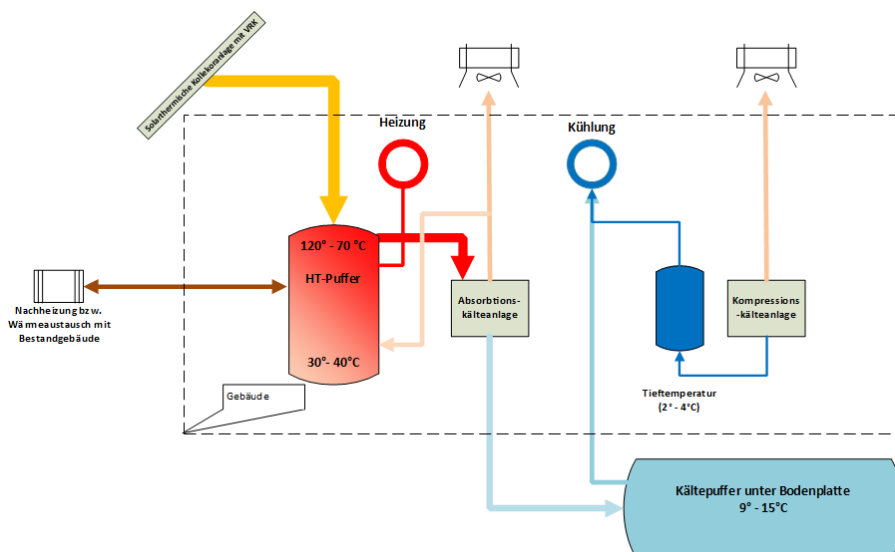 Solarthermische Kollekoranlage mit VRK
Heizung
Kühlung
120° - 70 °C
HT-Puffer
30°- 40°C
Nachheizung bzw.
Wärmeaustausch mit
Bestandgebäude
Absorbtions-
kälteanlage
Kompressions
-kälteanlage
Tieftemperatur
(2° - 4°C)
Gebäude
Kältepuffer unter Bodenplatte
9° - 15°C